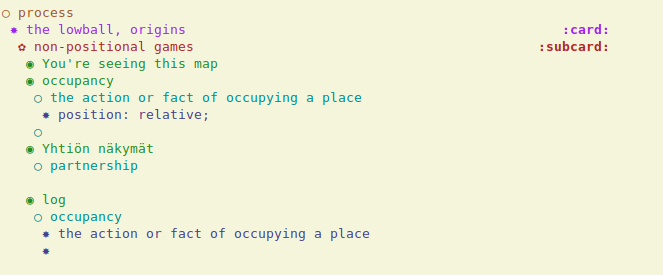 process
the lowball, origins :card:
non-positional games :subcard:
You're seeing this map
occupancy
the action or fact of occupying a place
position: relative;
Yhtiön näkymät
partnership
log
occupancy
the action or fact of occupying a place